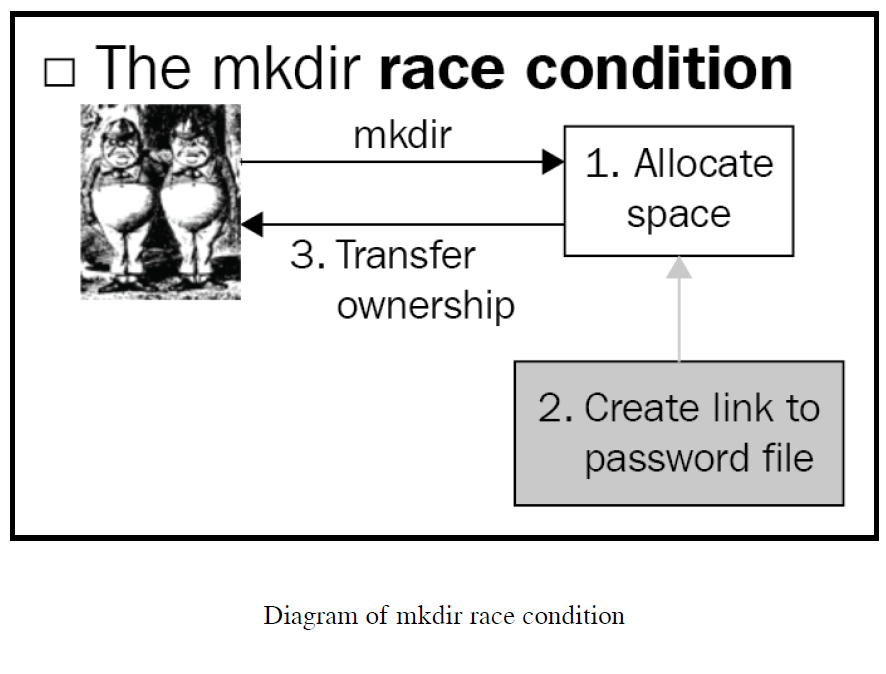 □ The mkdir race condition
mkdir
1. Allocate
space
3. Transfer
ownership
2. Create link to
password file
Diagram of mkdir race condition